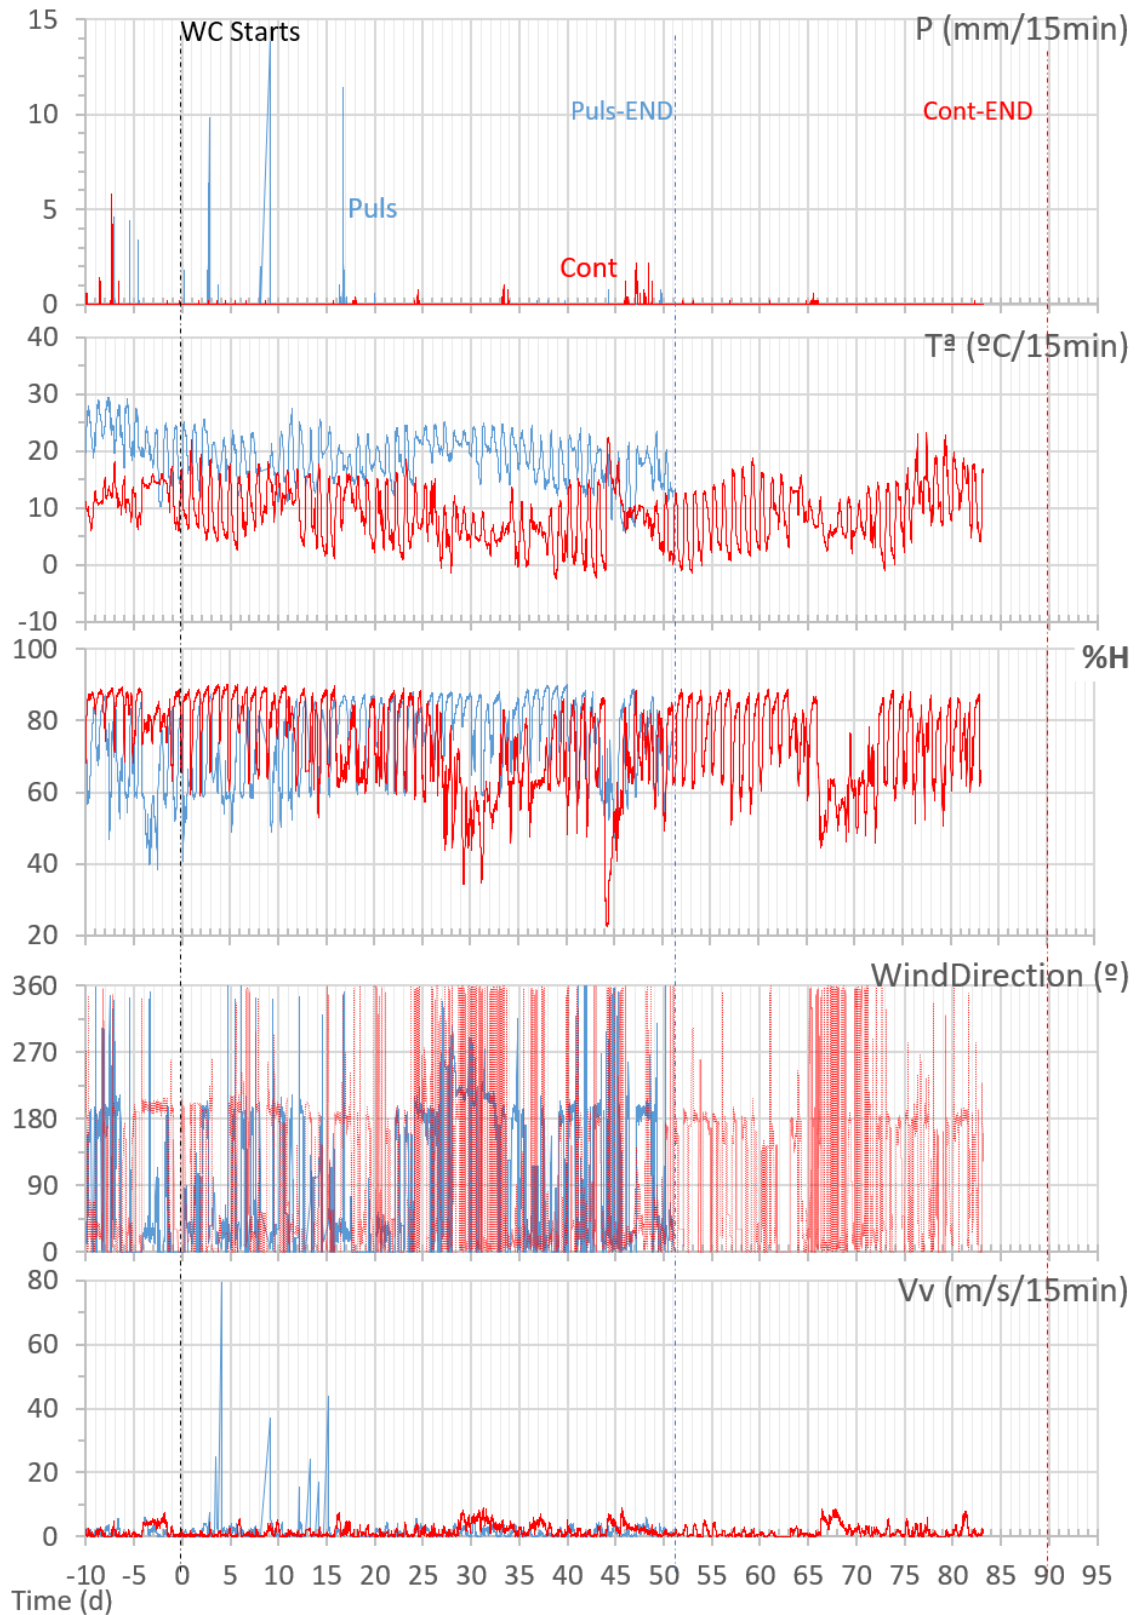 15
P (mm/15min)
WC Starts
10
Puls-END
Cont-END
5
Puls
Cont
0
40
Tª (ºC/15min)
30
20
10
0
-10
100
%H
80
60
40
20
360
WindDirection (º)
270
180
90
0
80
Vv (m/s/15min)
60
40
20
0
-10 -5 0 5 10 15 20 25 30 35 40 45 50 55 60 65 70 75 80 85 90 95
Time (d)